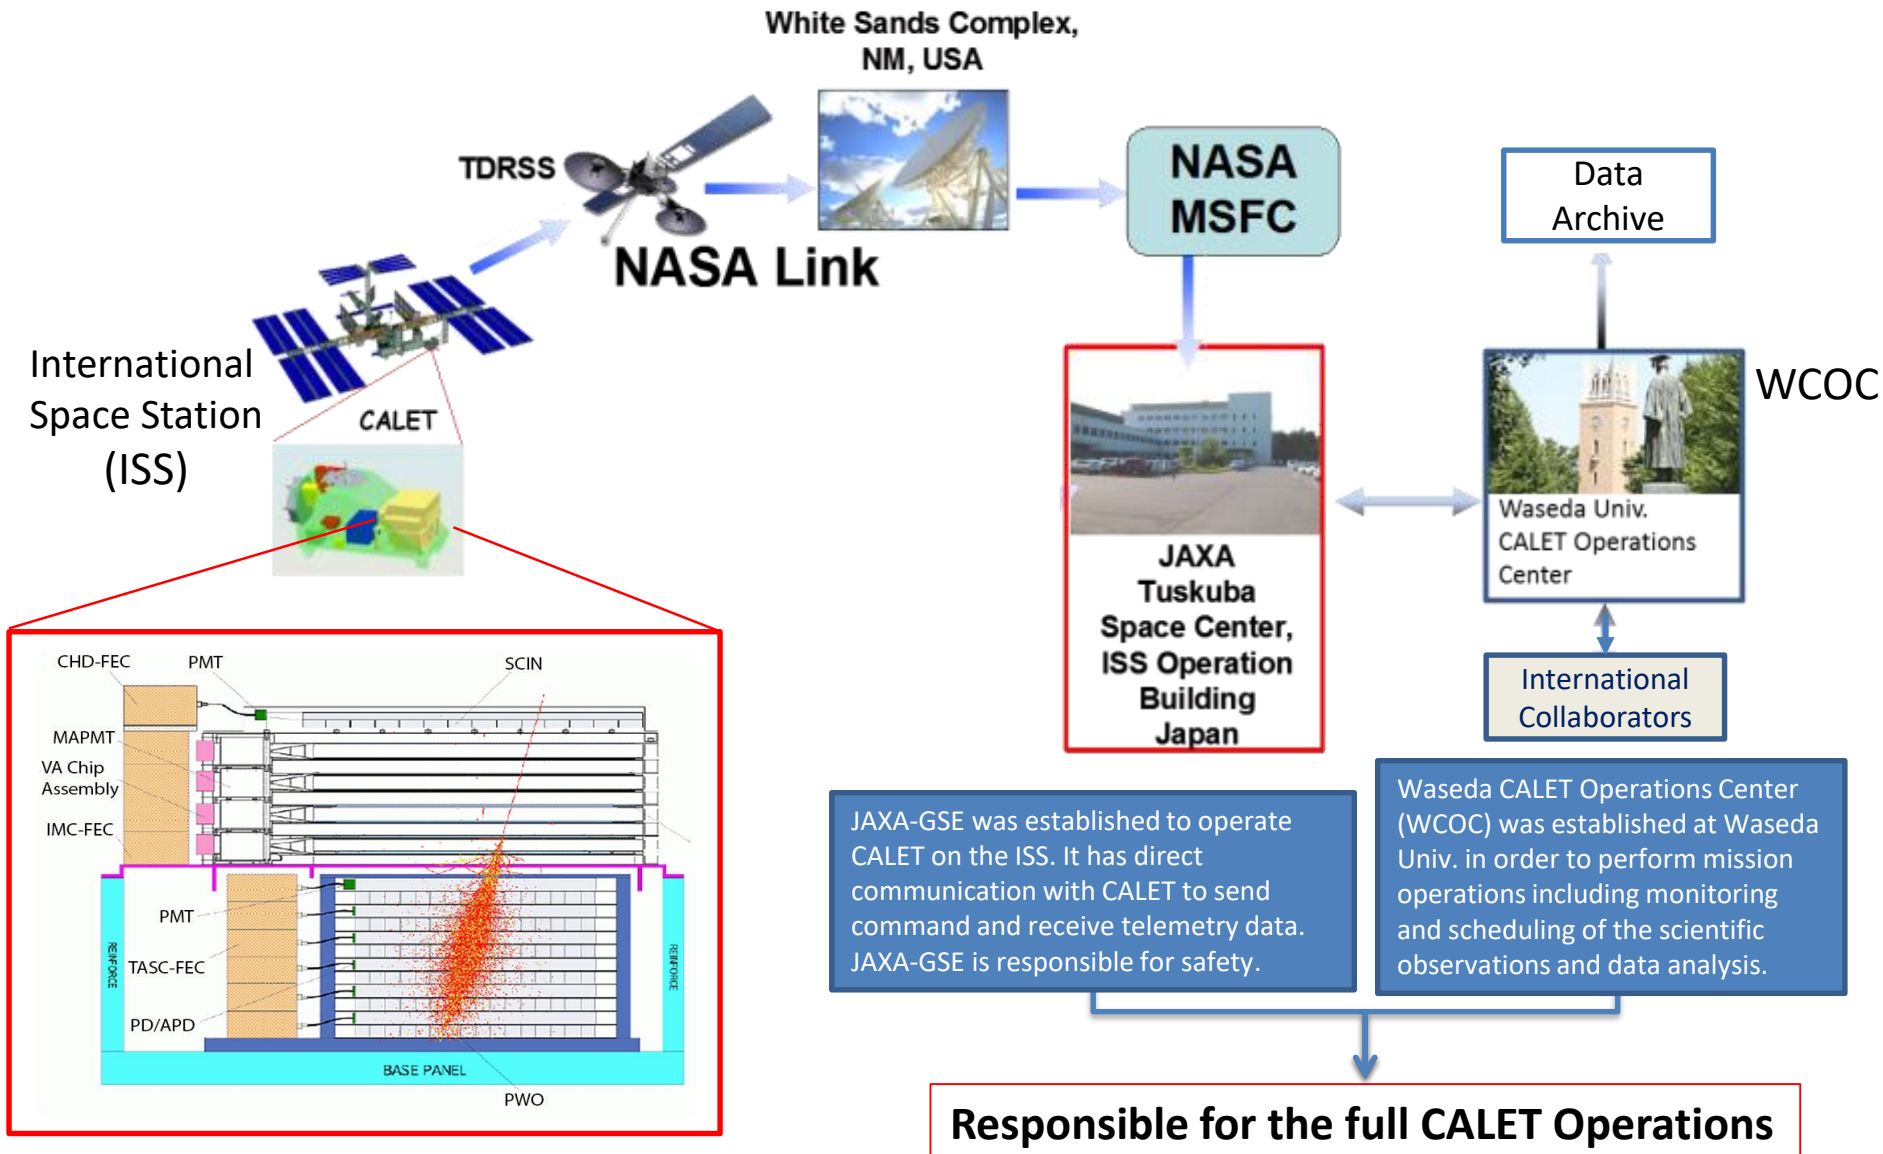 White Sands Complex,
NM, USA
TDRSS
NASA Link
NASA
MSFC
Data
Archive
International
Space Station
(ISS)
CALET
WCOC
Waseda Univ.
CALET Operations
Center
JAXA
Tuskuba
Space Center,
ISS Operation
Building
Japan
International
Collaborators
CHD-FEC
PMT
SCIN
MAPMT
VA Chip
Assembly
IMC-FEC
PMT
TASC-FEC
PD/APD
REINFORCE
REINFORCE
BASE PANEL
PWO
JAXA-GSE was established to operate
CALET on the ISS. It has direct
communication with CALET to send
command and receive telemetry data.
JAXA-GSE is responsible for safety.
Waseda CALET Operations Center
(WCOC) was established at Waseda
Univ. in order to perform mission
operations including monitoring
and scheduling of the scientific
observations and data analysis.
Responsible for the full CALET Operations